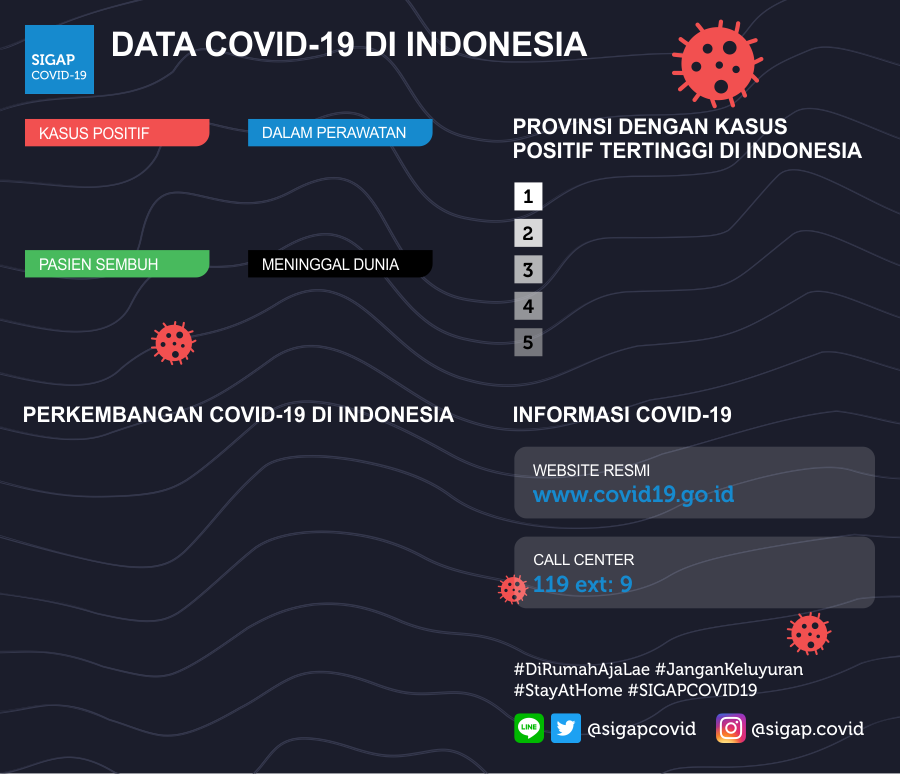 SIGAP
COVID-19
DATA COVID-19 DI INDONESIA
KASUS POSITIF
DALAM PERAWATAN
PASIEN SEMBUH
MENINGGAL DUNIA
PROVINSI DENGAN KASUS
POSITIF TERTINGGI DI INDONESIA
1
2
3
4
5
PERKEMBANGAN COVID-19 DI INDONESIA
INFORMASI COVID-19
WEBSITE RESMI
www.covid19.go.id
CALL CENTER
119 ext: 9
#DiRumahAjaLae #JanganKeluyuran
#StayAtHome #SIGAPCOVID19
LINE @sigapcovid @sigap.covid